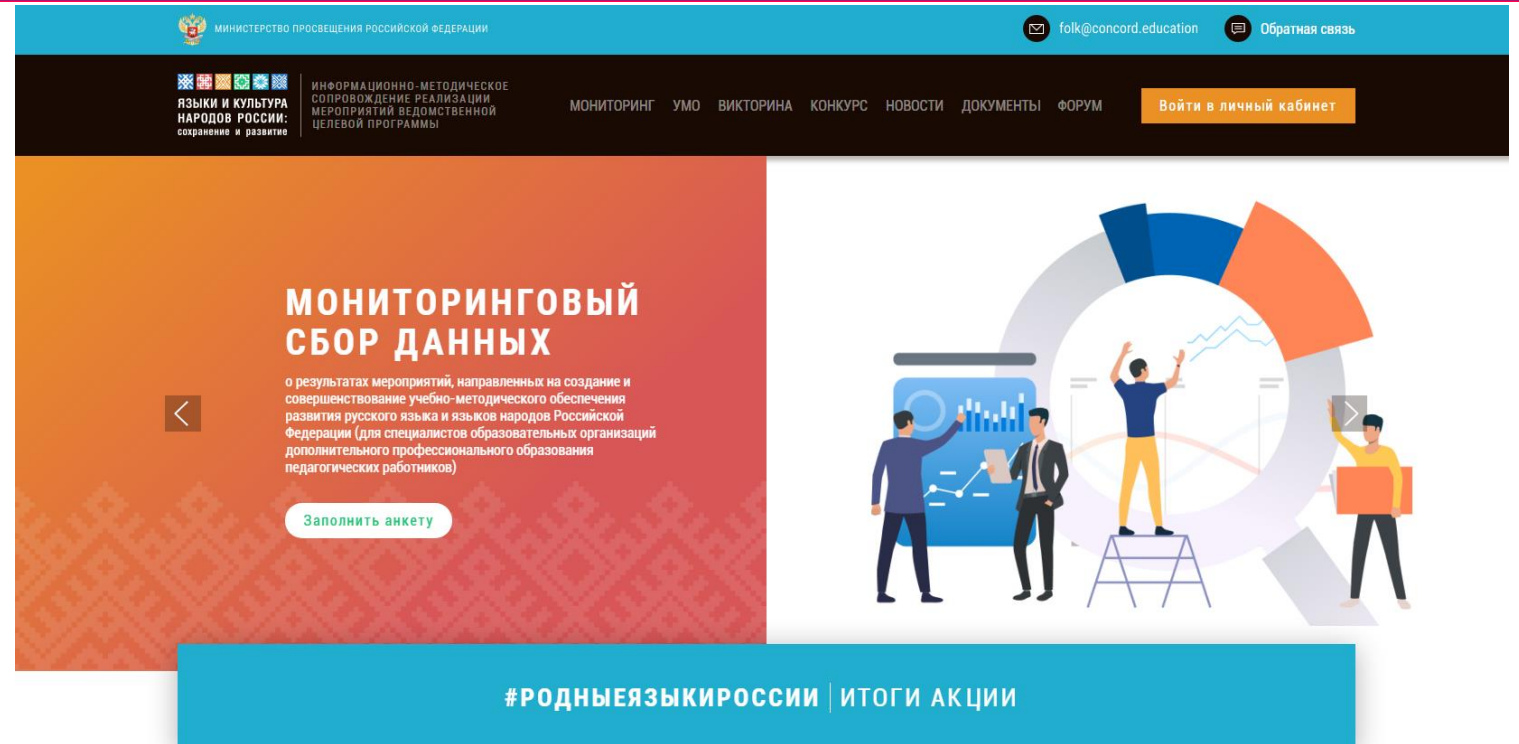 МИНИСТЕРСТВО ПРОСВЕЩЕНИЯ РОССИЙСКОЙ ФЕДЕРАЦИИ
folk@concord.education
Обратная связь
ЯЗЫКИ И КУЛЬТУРА
НАРОДОВ РОССИИ:
сохранение и развитие
ИНФОРМАЦИОННО-МЕТОДИЧЕСКОЕ
СОПРОВОЖДЕНИЕ РЕАЛИЗАЦИИ
МЕРОПРИЯТИЙ ВЕДОМСТВЕННОЙ
ЦЕЛЕВОЙ ПРОГРАММЫ
МОНИТОРИНГ УМО ВИКТОРИНА КОНКУРС НОВОСТИ ДОКУМЕНТЫ ФОРУМ
Войти в личный кабинет
МОНИТОРИНГОВЫЙ
СБОР ДАННЫХ
о результатах мероприятий, направленных на создание и
совершенствование учебно-методического обеспечения
развития русского языка и языков народов Российской
Федерации (для специалистов образовательных организаций
дополнительного профессионального образования
педагогических работников)
Заполнить анкету
#РОДНЫЕЯЗЫКИРОССИИ | ИТОГИ АКЦИИ